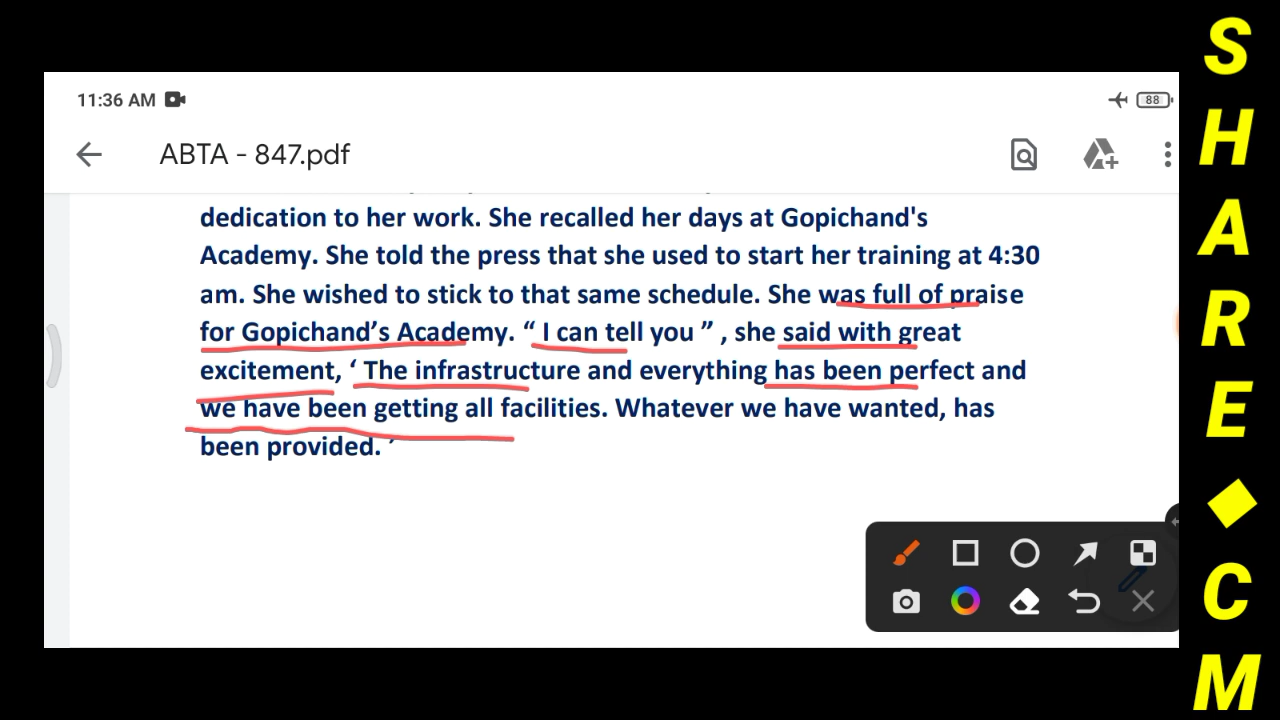 11:36 AM
88
ABTA - 847.pdf
dedication to her work. She recalled her days at Gopichand's
Academy. She told the press that she used to start her training at 4:30
am. She wished to stick to that same schedule. She was full of praise
for Gopichand’s Academy. “ I can tell you ” , she said with great
excitement, ‘ The infrastructure and everything has been perfect and
we have been getting all facilities. Whatever we have wanted, has
been provided. ’
SHARE◆CM